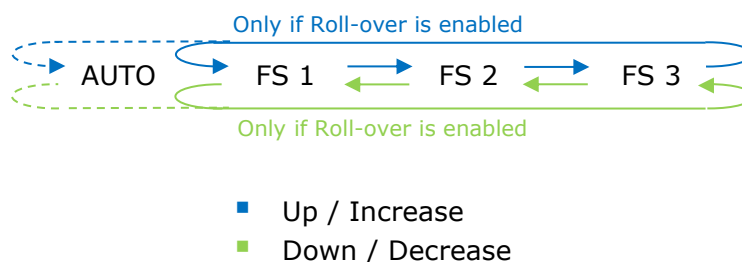 Only if Roll-over is enabled
AUTO FS 1 FS 2 FS 3
Only if Roll-over is enabled
Up / Increase
Down / Decrease